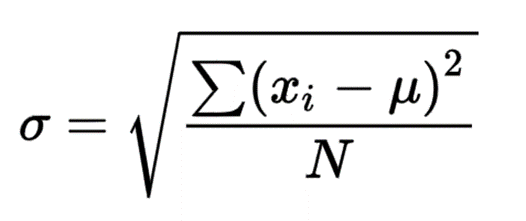 σ = √(∑(xᵢ − μ)² / N)